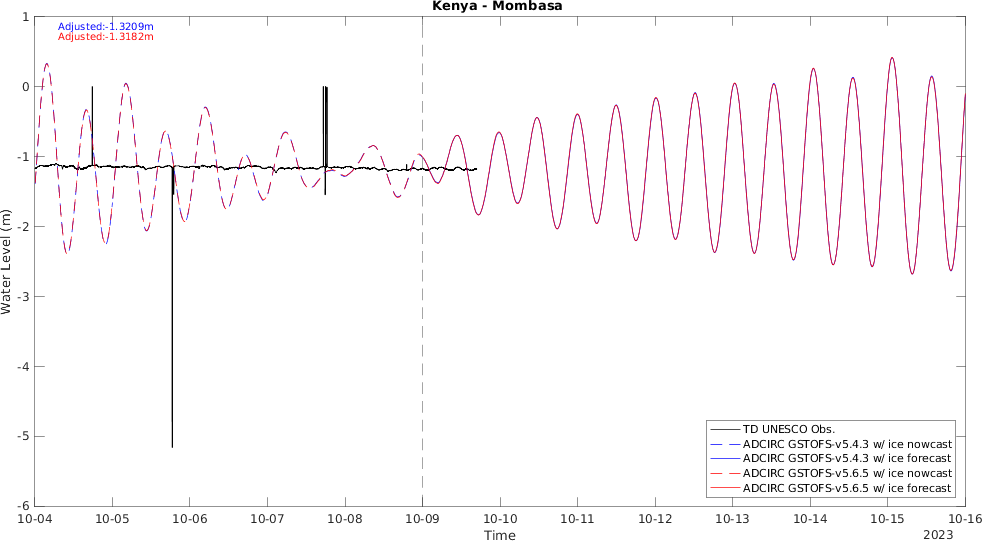 Kenya - Mombasa
Adjusted:-1.3209m
Adjusted:-1.3182m
Water Level (m)
1
0
-1
-2
-3
-4
-5
-6
TD UNESCO Obs.
ADCIRC GSTOFS-v5.4.3 w/ ice nowcast
ADCIRC GSTOFS-v5.4.3 w/ ice forecast
ADCIRC GSTOFS-v5.6.5 w/ ice nowcast
ADCIRC GSTOFS-v5.6.5 w/ ice forecast
10-04 10-05 10-06 10-07 10-08 10-09 10-10 10-11 10-12 10-13 10-14 10-15 10-16
Time
2023